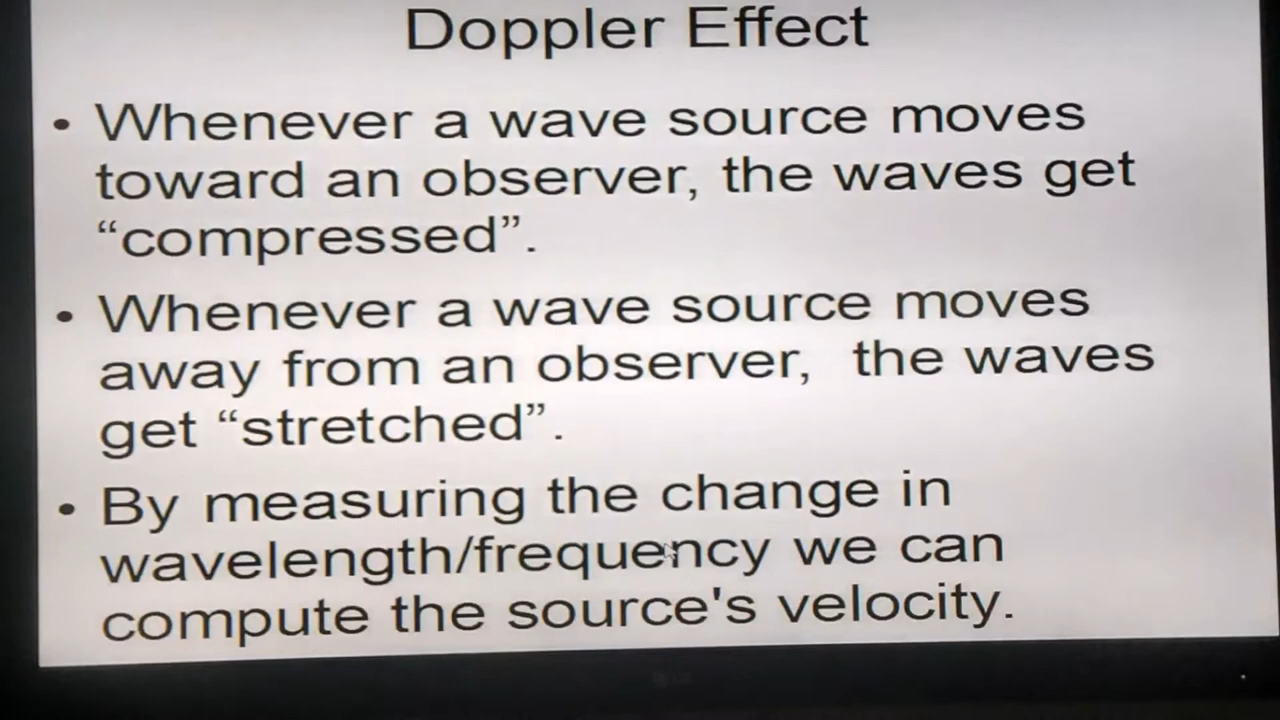 Doppler Effect
• Whenever a wave source moves
toward an observer, the waves get
“compressed”.
• Whenever a wave source moves
away from an observer,  the waves
get “stretched”.
• By measuring the change in
wavelength/frequency we can
compute the source's velocity.